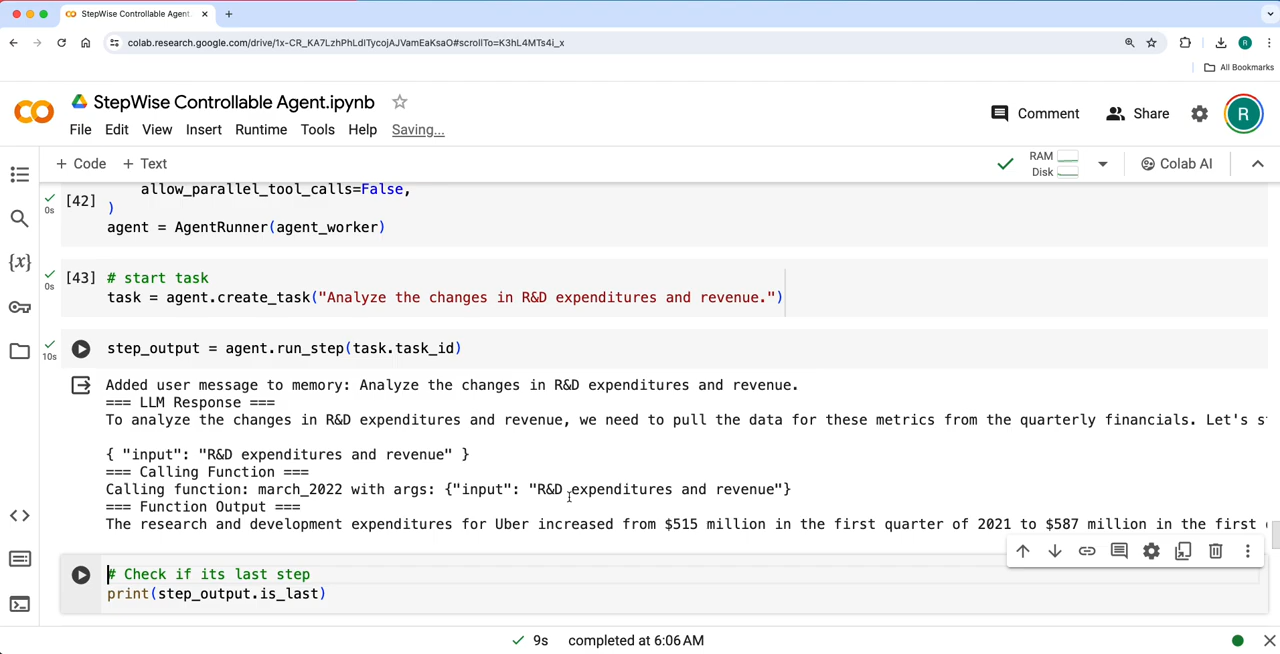 StepWise Controllable Agent.
colab.research.google.com/drive/1x-CR_KA7LzhPhLdITycojAJVamEaKsaO#scrollTo=K3hL4MTs4i_x
R
All Bookmarks
StepWise Controllable Agent.ipynb
File Edit View Insert Runtime Tools Help Saving...
Comment Share R
+ Code + Text
RAM
Disk
Colab AI
allow_parallel_tool_calls=False,
[42]
0s
)
agent = AgentRunner(agent_worker)
[43] # start task
0s
task = agent.create_task("Analyze the changes in R&D expenditures and revenue.")
step_output = agent.run_step(task.task_id)
10s
Added user message to memory: Analyze the changes in R&D expenditures and revenue.
=== LLM Response ===
To analyze the changes in R&D expenditures and revenue, we need to pull the data for these metrics from the quarterly financials. Let's
{ "input": "R&D expenditures and revenue" }
=== Calling Function ===
Calling function: march_2022 with args: {"input": "R&D expenditures and revenue"}
=== Function Output ===
The research and development expenditures for Uber increased from $515 million in the first quarter of 2021 to $587 million in the first
# Check if its last step
print(step_output.is_last)
9s completed at 6:06 AM